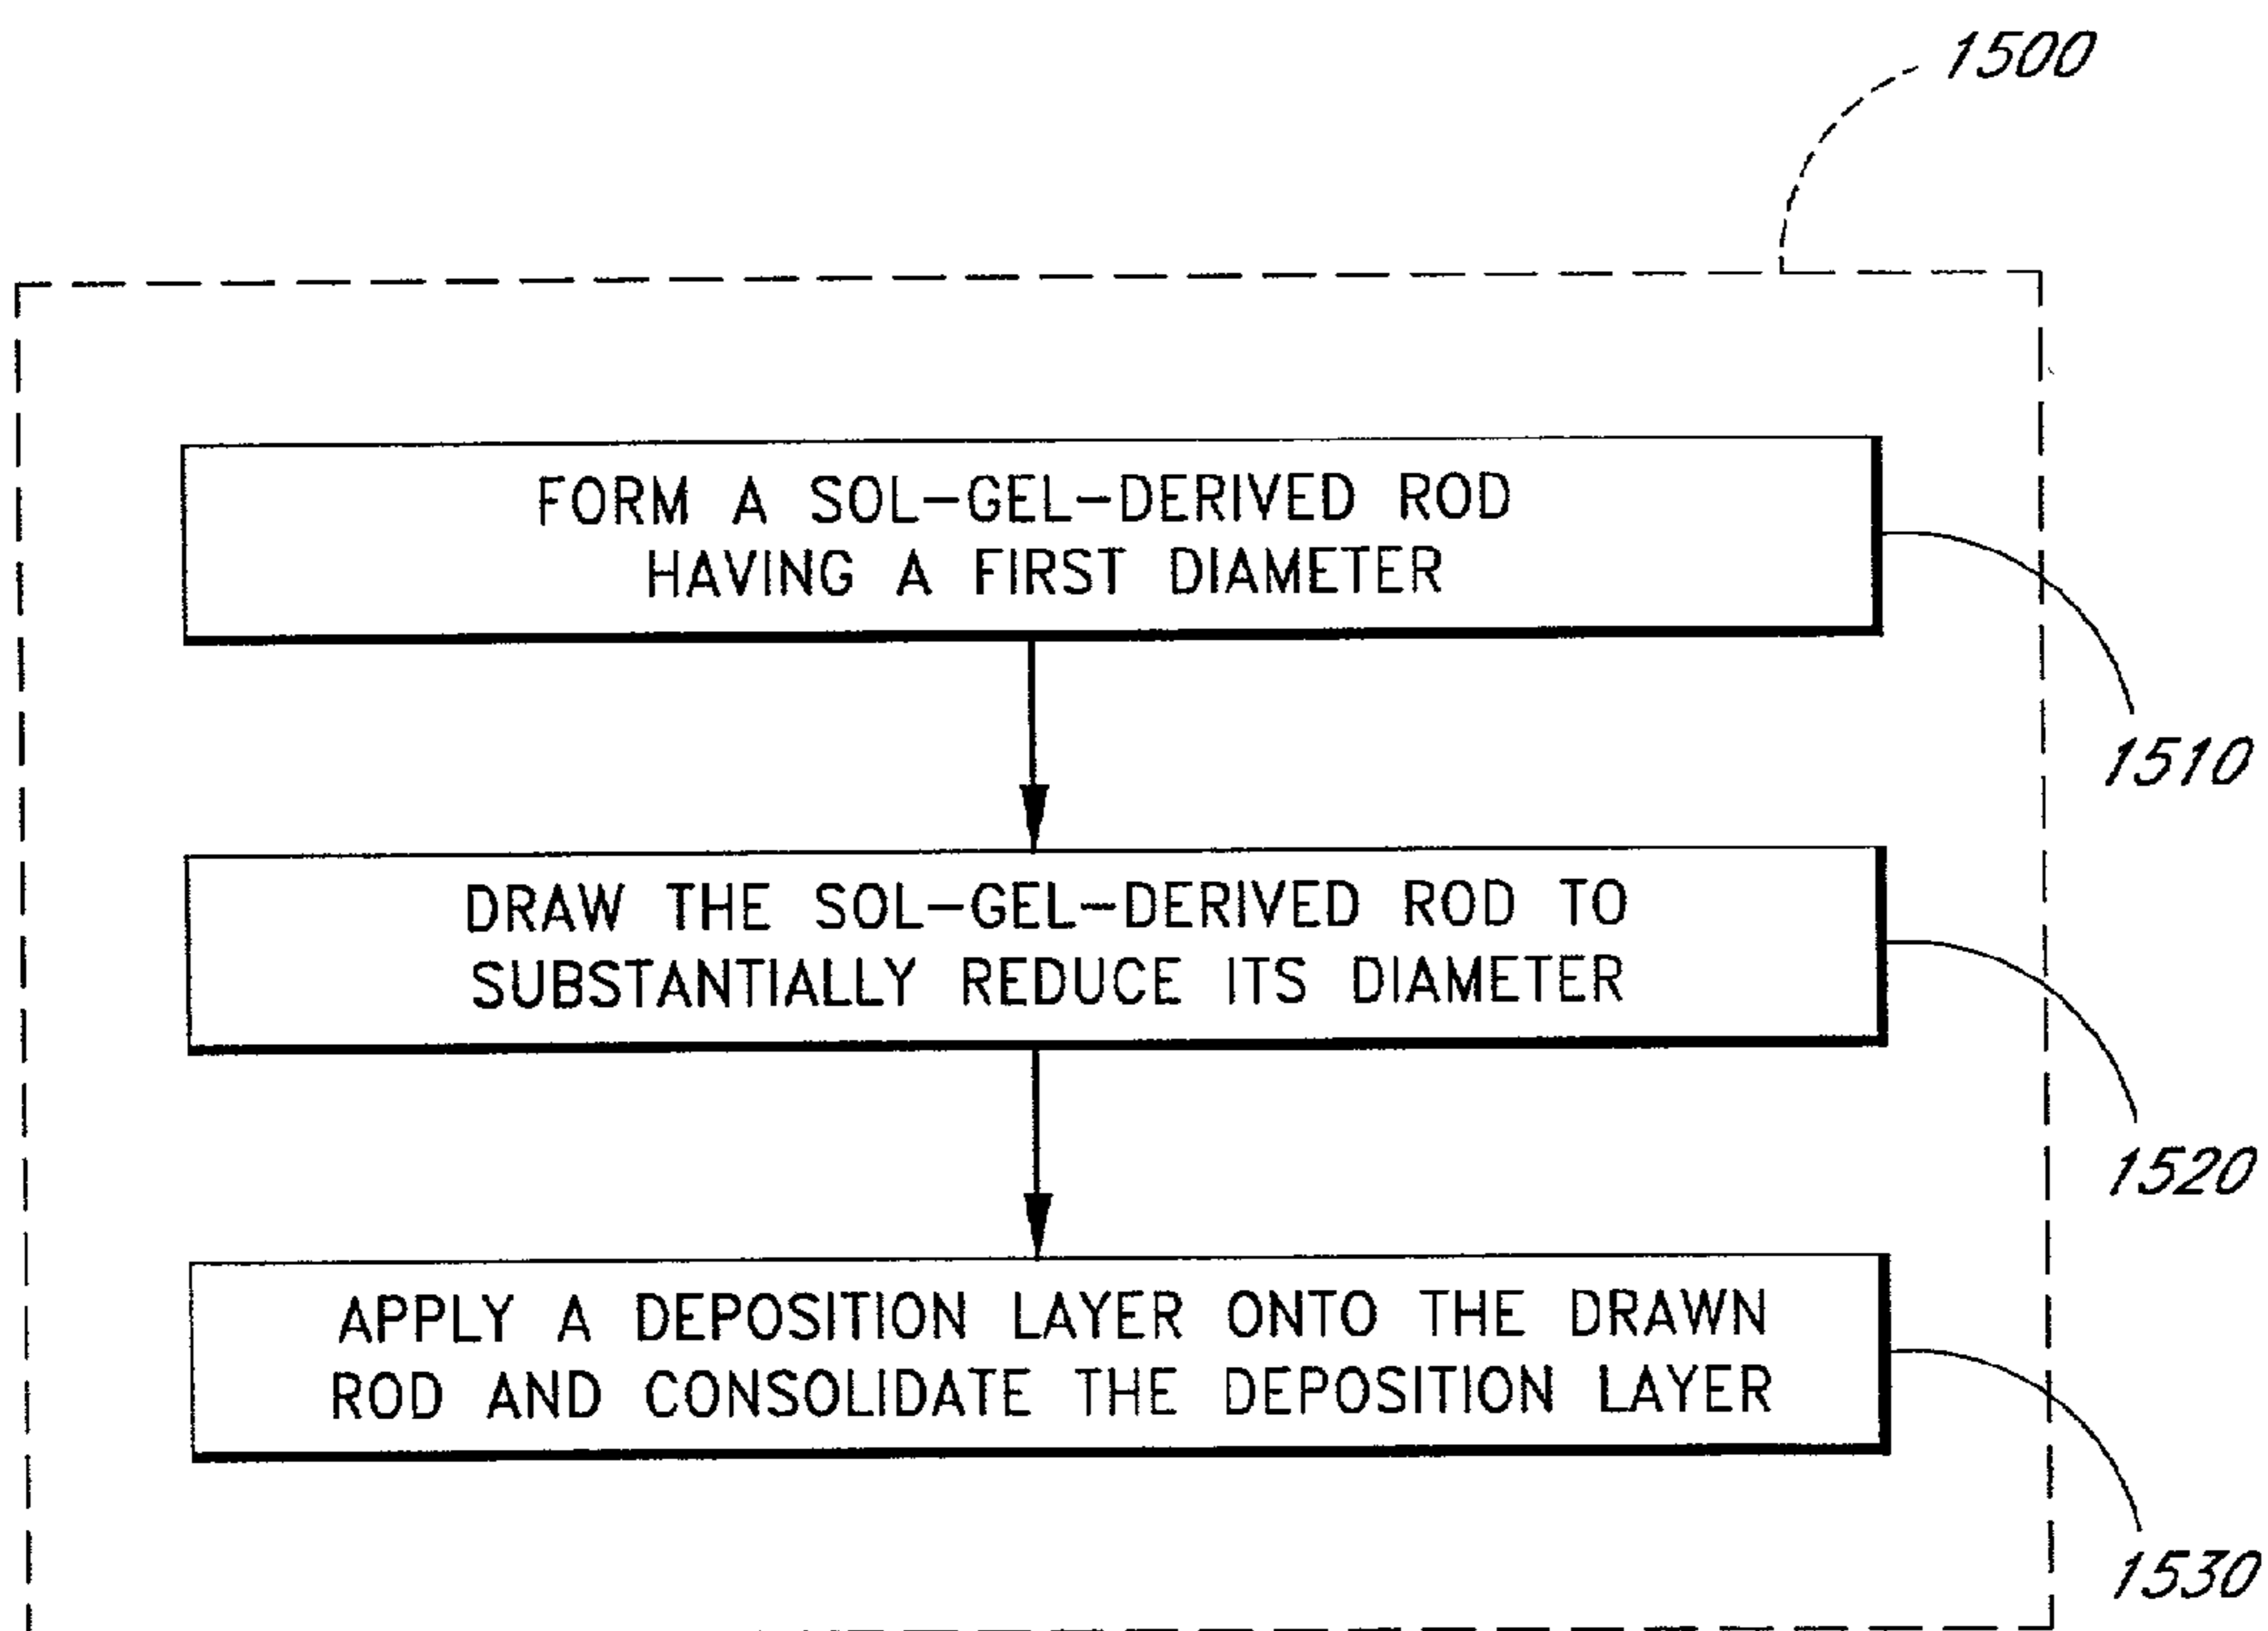 1500
FORM A SOL-GEL-DERIVED ROD
HAVING A FIRST DIAMETER
1510
DRAW THE SOL-GEL-DERIVED ROD TO
SUBSTANTIALLY REDUCE ITS DIAMETER
1520
APPLY A DEPOSITION LAYER ONTO THE DRAWN
ROD AND CONSOLIDATE THE DEPOSITION LAYER
1530